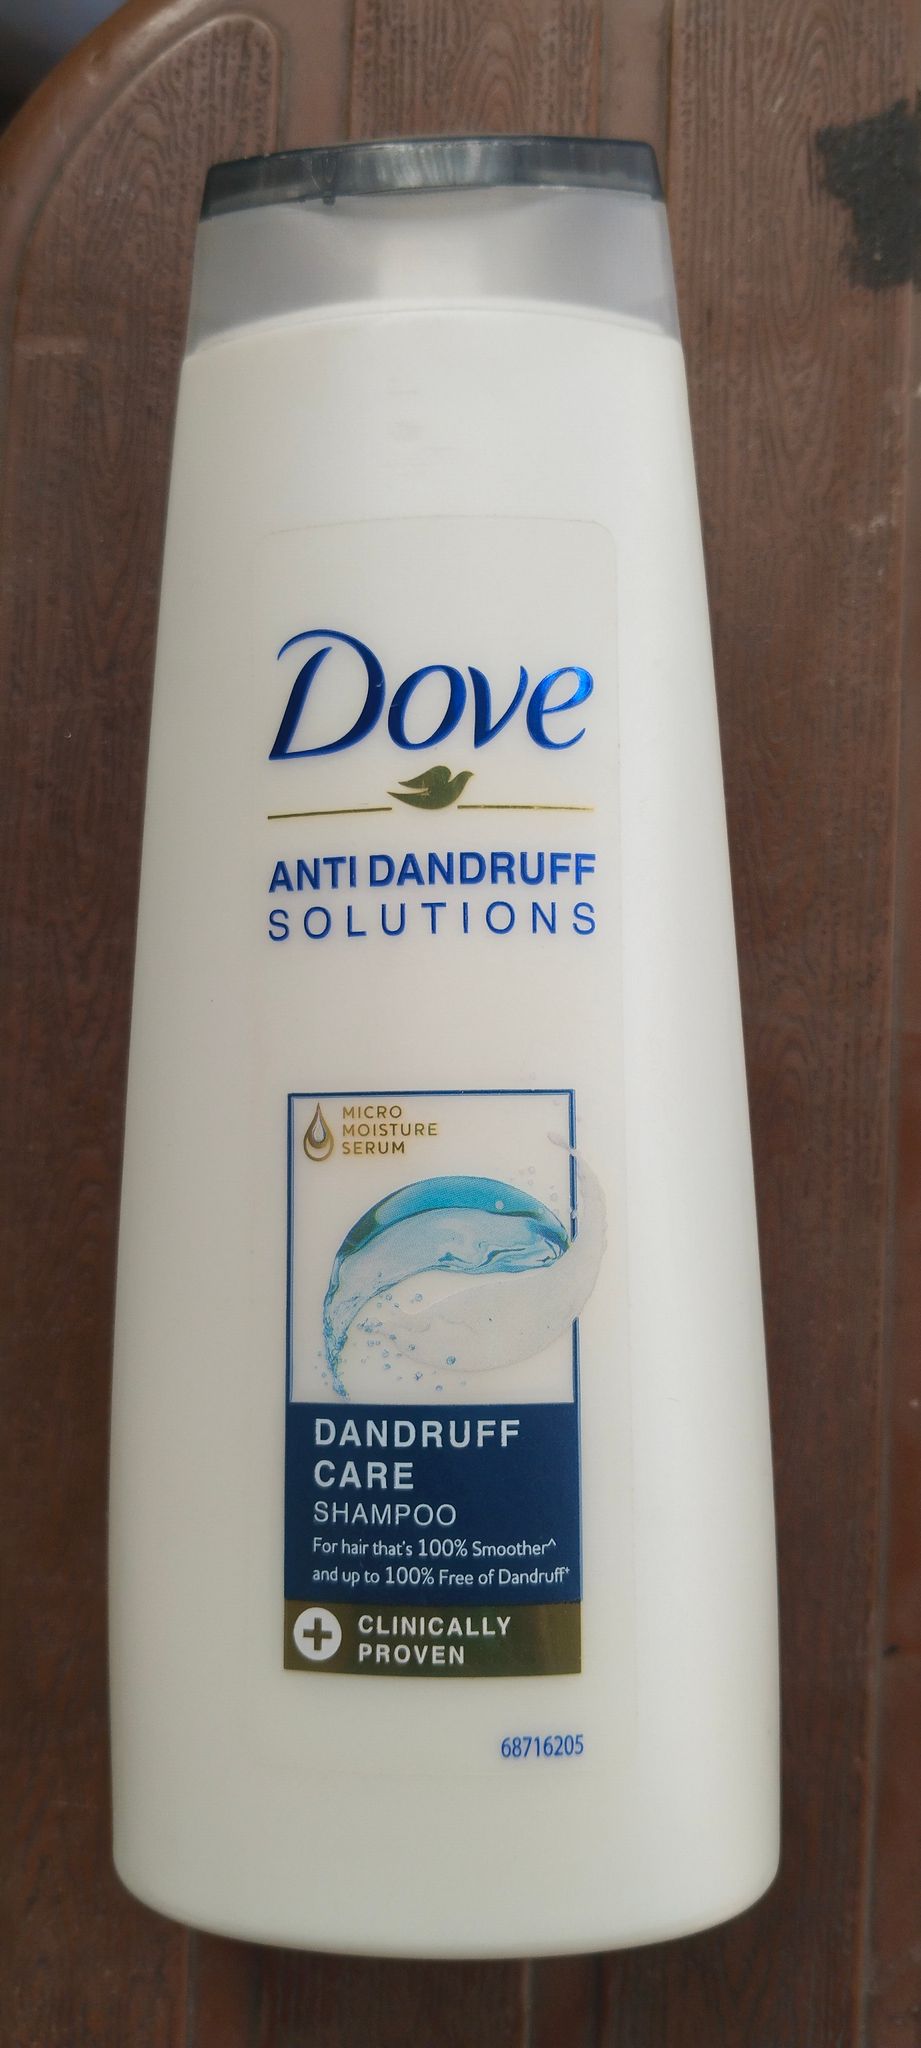 Dove
ANTI DANDRUFF
SOLUTIONS
MICRO
MOISTURE
SERUM
DANDRUFF
CARE
SHAMPOO
For hair that's 100% Smoother^
and up to 100% Free of Dandruff⁺
CLINICALLY
PROVEN
68716205